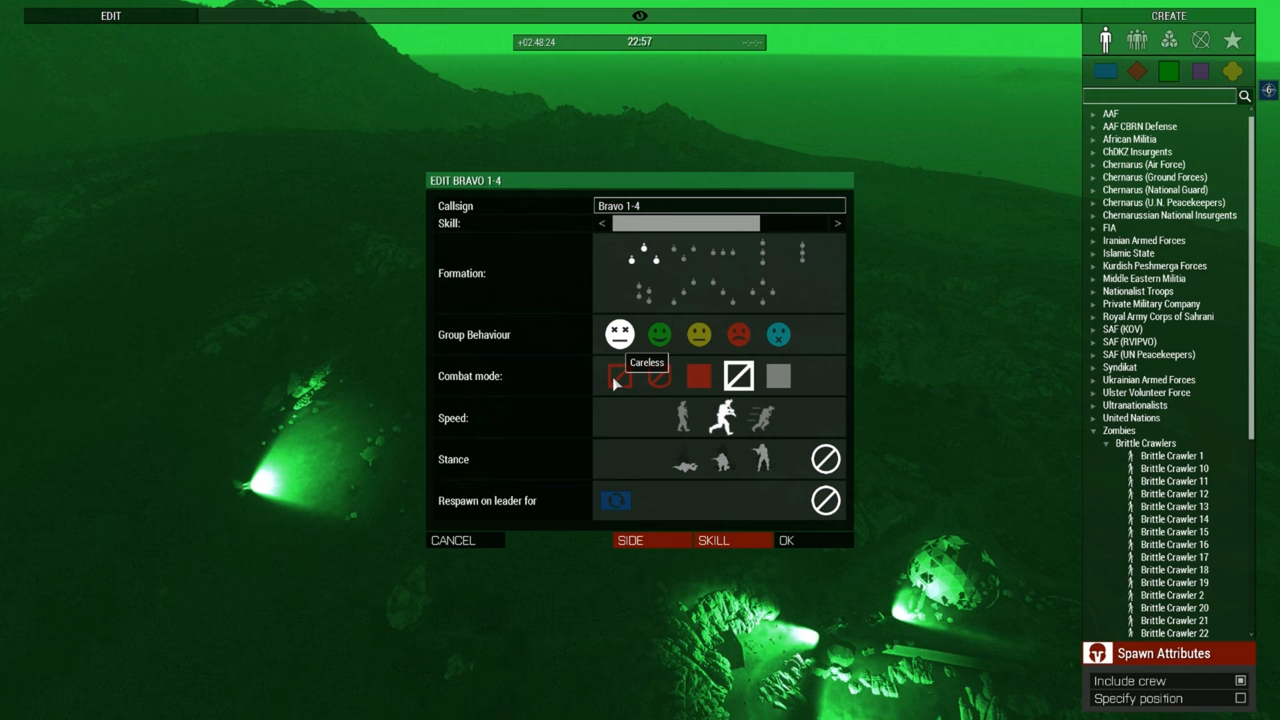 EDIT
CREATE
+02:48:24
22:57
--:--:--
6
EDIT BRAVO 1-4
Callsign
Bravo 1-4
Skill:
<
>
Formation:
Group Behaviour
Careless
Combat mode:
Speed:
Stance
Respawn on leader for
CANCEL
SIDE
SKILL
OK
AAF
AAF CBRN Defense
African Militia
ChDKZ Insurgents
Chernarus (Air Force)
Chernarus (Ground Forces)
Chernarus (National Guard)
Chernarus (U.N. Peacekeepers)
Chernarussian National Insurgents
FIA
Iranian Armed Forces
Islamic State
Kurdish Peshmerga Forces
Middle Eastern Militia
Nationalist Troops
Private Military Company
Royal Army Corps of Sahrani
SAF (KOV)
SAF (RVIPVO)
SAF (UN Peacekeepers)
Syndikat
Ukrainian Armed Forces
Ulster Volunteer Force
Ultranationalists
United Nations
Zombies
Brittle Crawlers
Brittle Crawler 1
Brittle Crawler 10
Brittle Crawler 11
Brittle Crawler 12
Brittle Crawler 13
Brittle Crawler 14
Brittle Crawler 15
Brittle Crawler 16
Brittle Crawler 17
Brittle Crawler 18
Brittle Crawler 19
Brittle Crawler 2
Brittle Crawler 20
Brittle Crawler 21
Brittle Crawler 22
Spawn Attributes
Include crew
Specify position